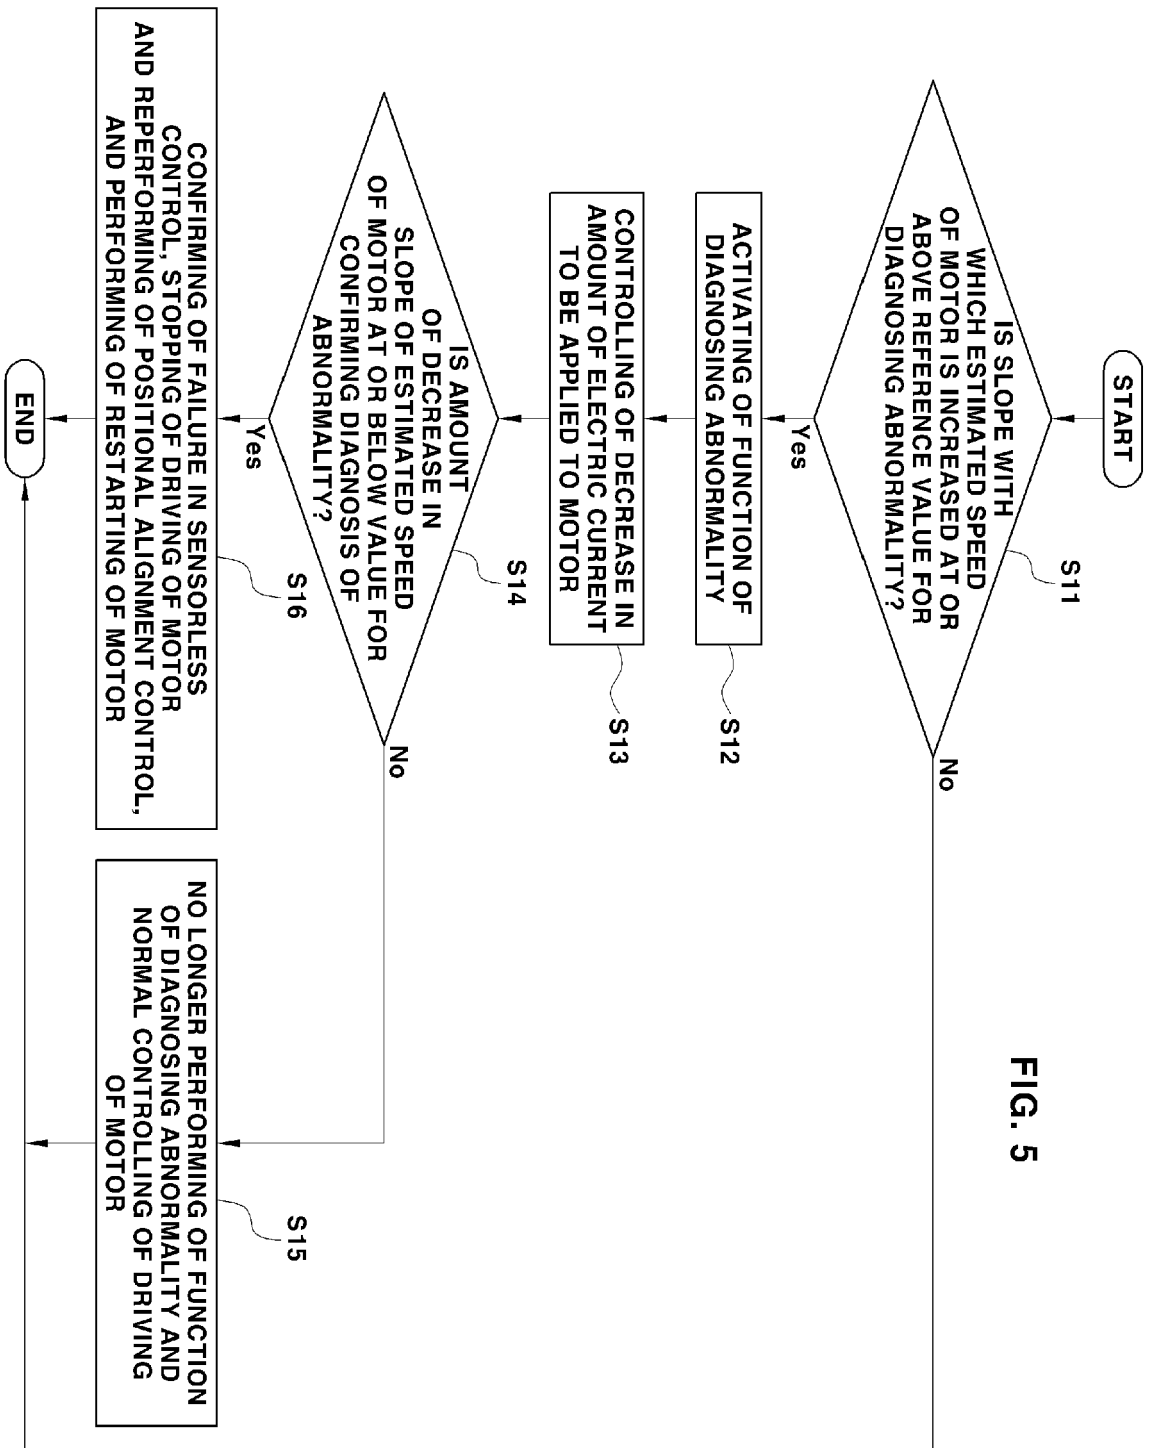 FIG. 5
START
IS SLOPE WITH
WHICH ESTIMATED SPEED
OF MOTOR IS INCREASED AT OR
ABOVE REFERENCE VALUE FOR
DIAGNOSING ABNORMALITY?
S11
No
Yes
ACTIVATING OF FUNCTION OF
DIAGNOSING ABNORMALITY
S12
CONTROLLING OF DECREASE IN
AMOUNT OF ELECTRIC CURRENT
TO BE APPLIED TO MOTOR
S13
IS AMOUNT
OF DECREASE IN
SLOPE OF ESTIMATED SPEED
OF MOTOR AT OR BELOW VALUE FOR
CONFIRMING DIAGNOSIS OF
ABNORMALITY?
S14
No
Yes
S16
CONFIRMING OF FAILURE IN SENSORLESS
CONTROL, STOPPING OF DRIVING OF MOTOR
AND REPERFORMING OF POSITIONAL ALIGNMENT CONTROL,
AND PERFORMING OF RESTARTING OF MOTOR
S15
NO LONGER PERFORMING OF FUNCTION
OF DIAGNOSING ABNORMALITY AND
NORMAL CONTROLLING OF DRIVING
OF MOTOR
END